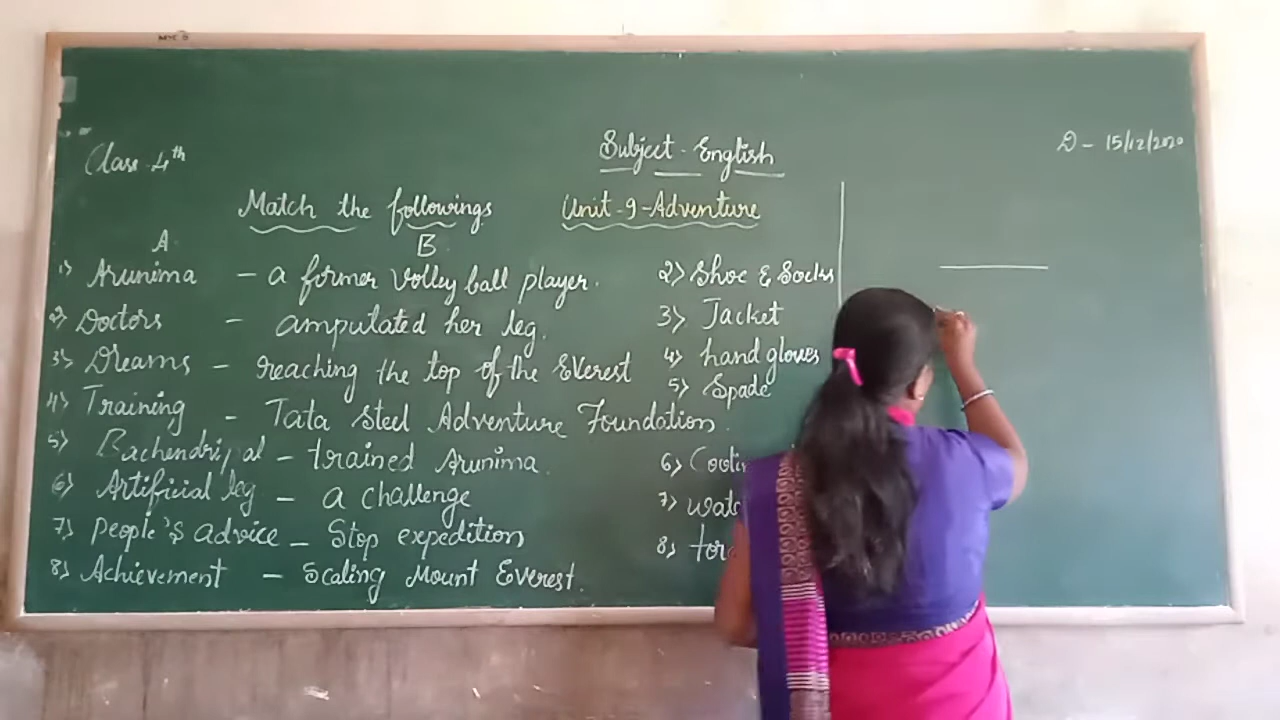 Class 4th
Subject - English
D - 15/12/2020
Match the followings
Unit - 9 - Adventure
A
B
1) Arunima - a former Volley ball player.
2) Doctors - amputated her leg.
3) Dreams - reaching the top of the Everest
4) Training - Tata Steel Adventure Foundation.
5) Bachendri pal - trained Arunima.
6) Artificial leg - a challenge
7) People's advice - Stop expedition
8) Achievement - Scaling Mount Everest.
2) Shoe & Socks
3) Jacket
4) hand gloves
5) Spade
6)
7)
8)